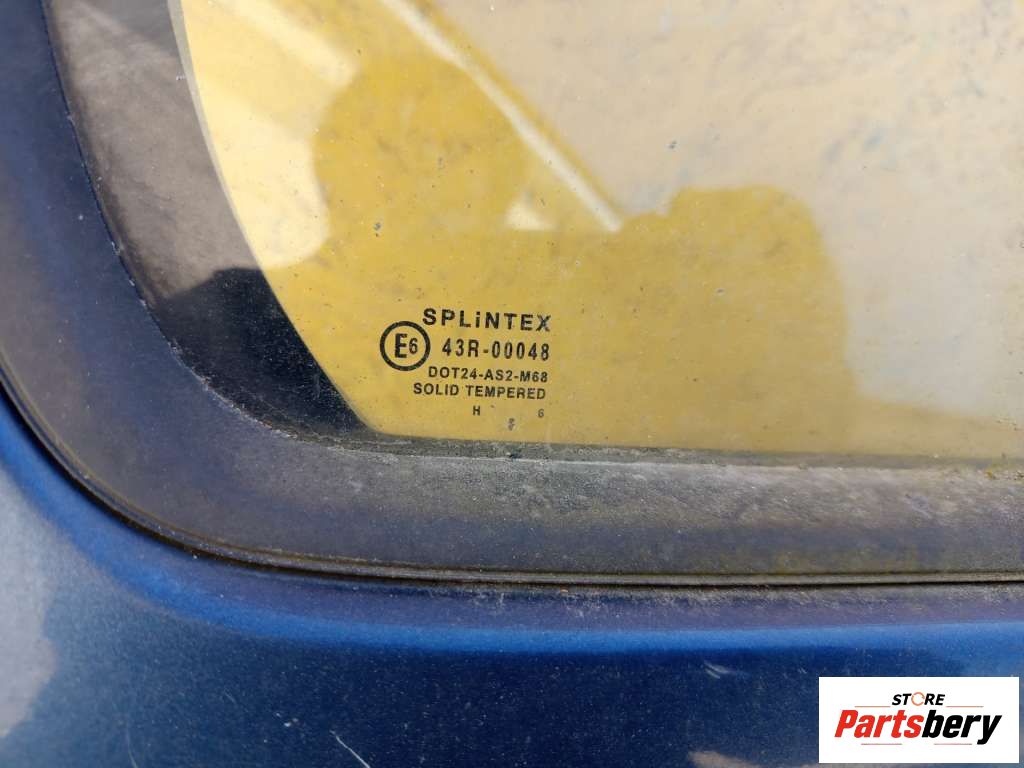 SPLiNTEX
E6 43R-00048
DOT24-AS2-M68
SOLID TEMPERED
H 6
STORE
Partsbery